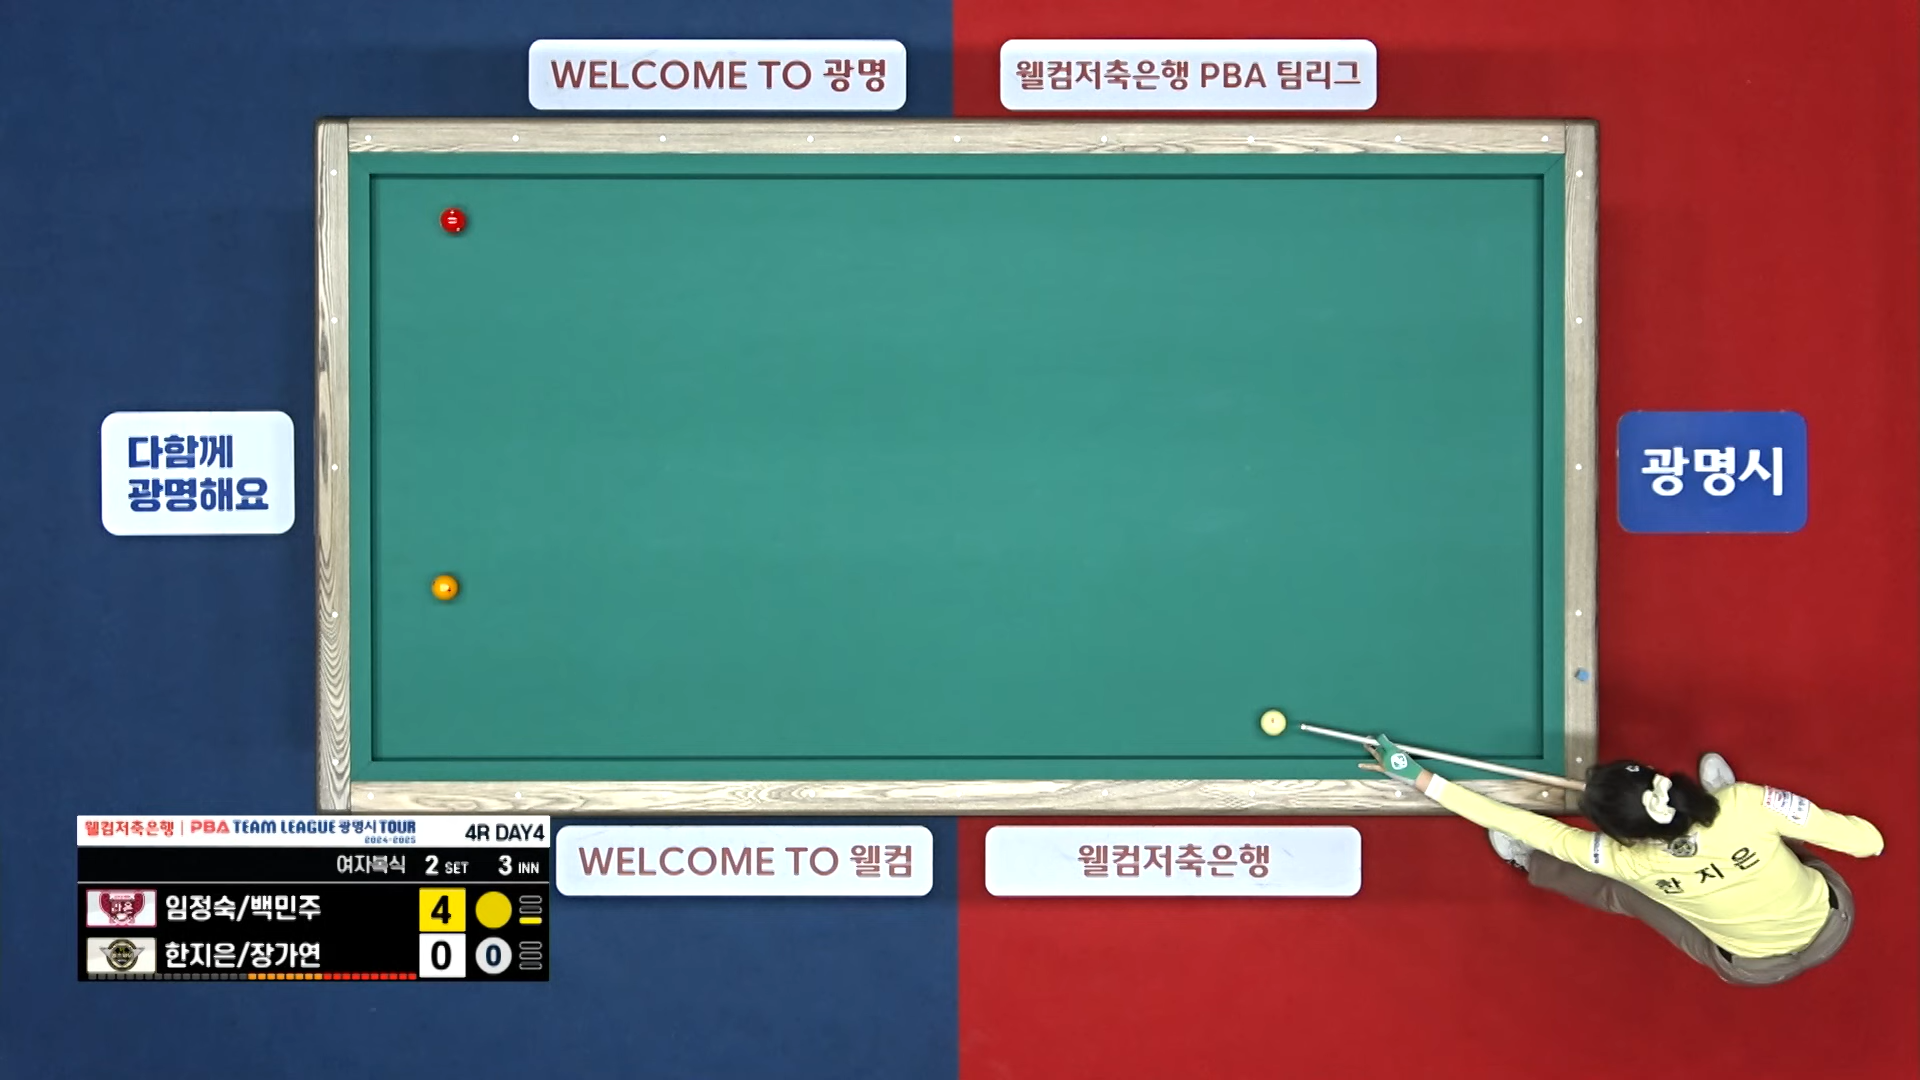 WELCOME TO 광명
웰컴저축은행 PBA 팀리그
다함께
광명해요
광명시
한지은
웰컴저축은행 | PBA TEAM LEAGUE 광명시 TOUR
2024-2025
4R DAY4
여자복식 2 SET 3 INN
임정숙/백민주 4
한지은/장가연 0 0
WELCOME TO 웰컴
웰컴저축은행